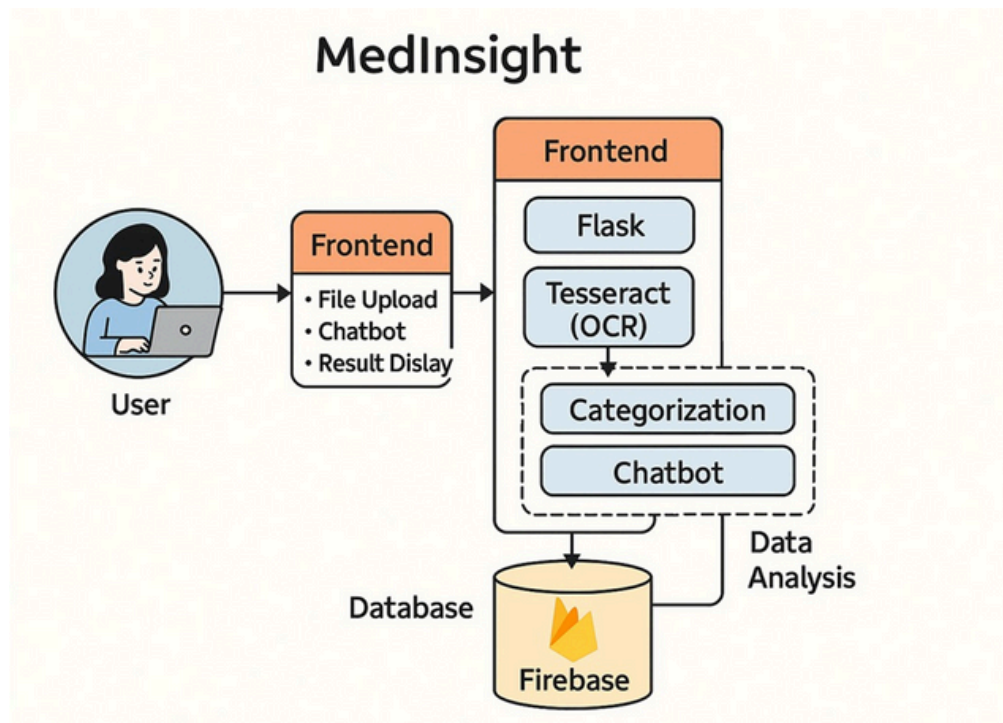 MedInsight
User
Frontend
• File Upload
• Chatbot
• Result Dislay
Frontend
Flask
Tesseract
(OCR)
Categorization
Chatbot
Data
Analysis
Database
Firebase